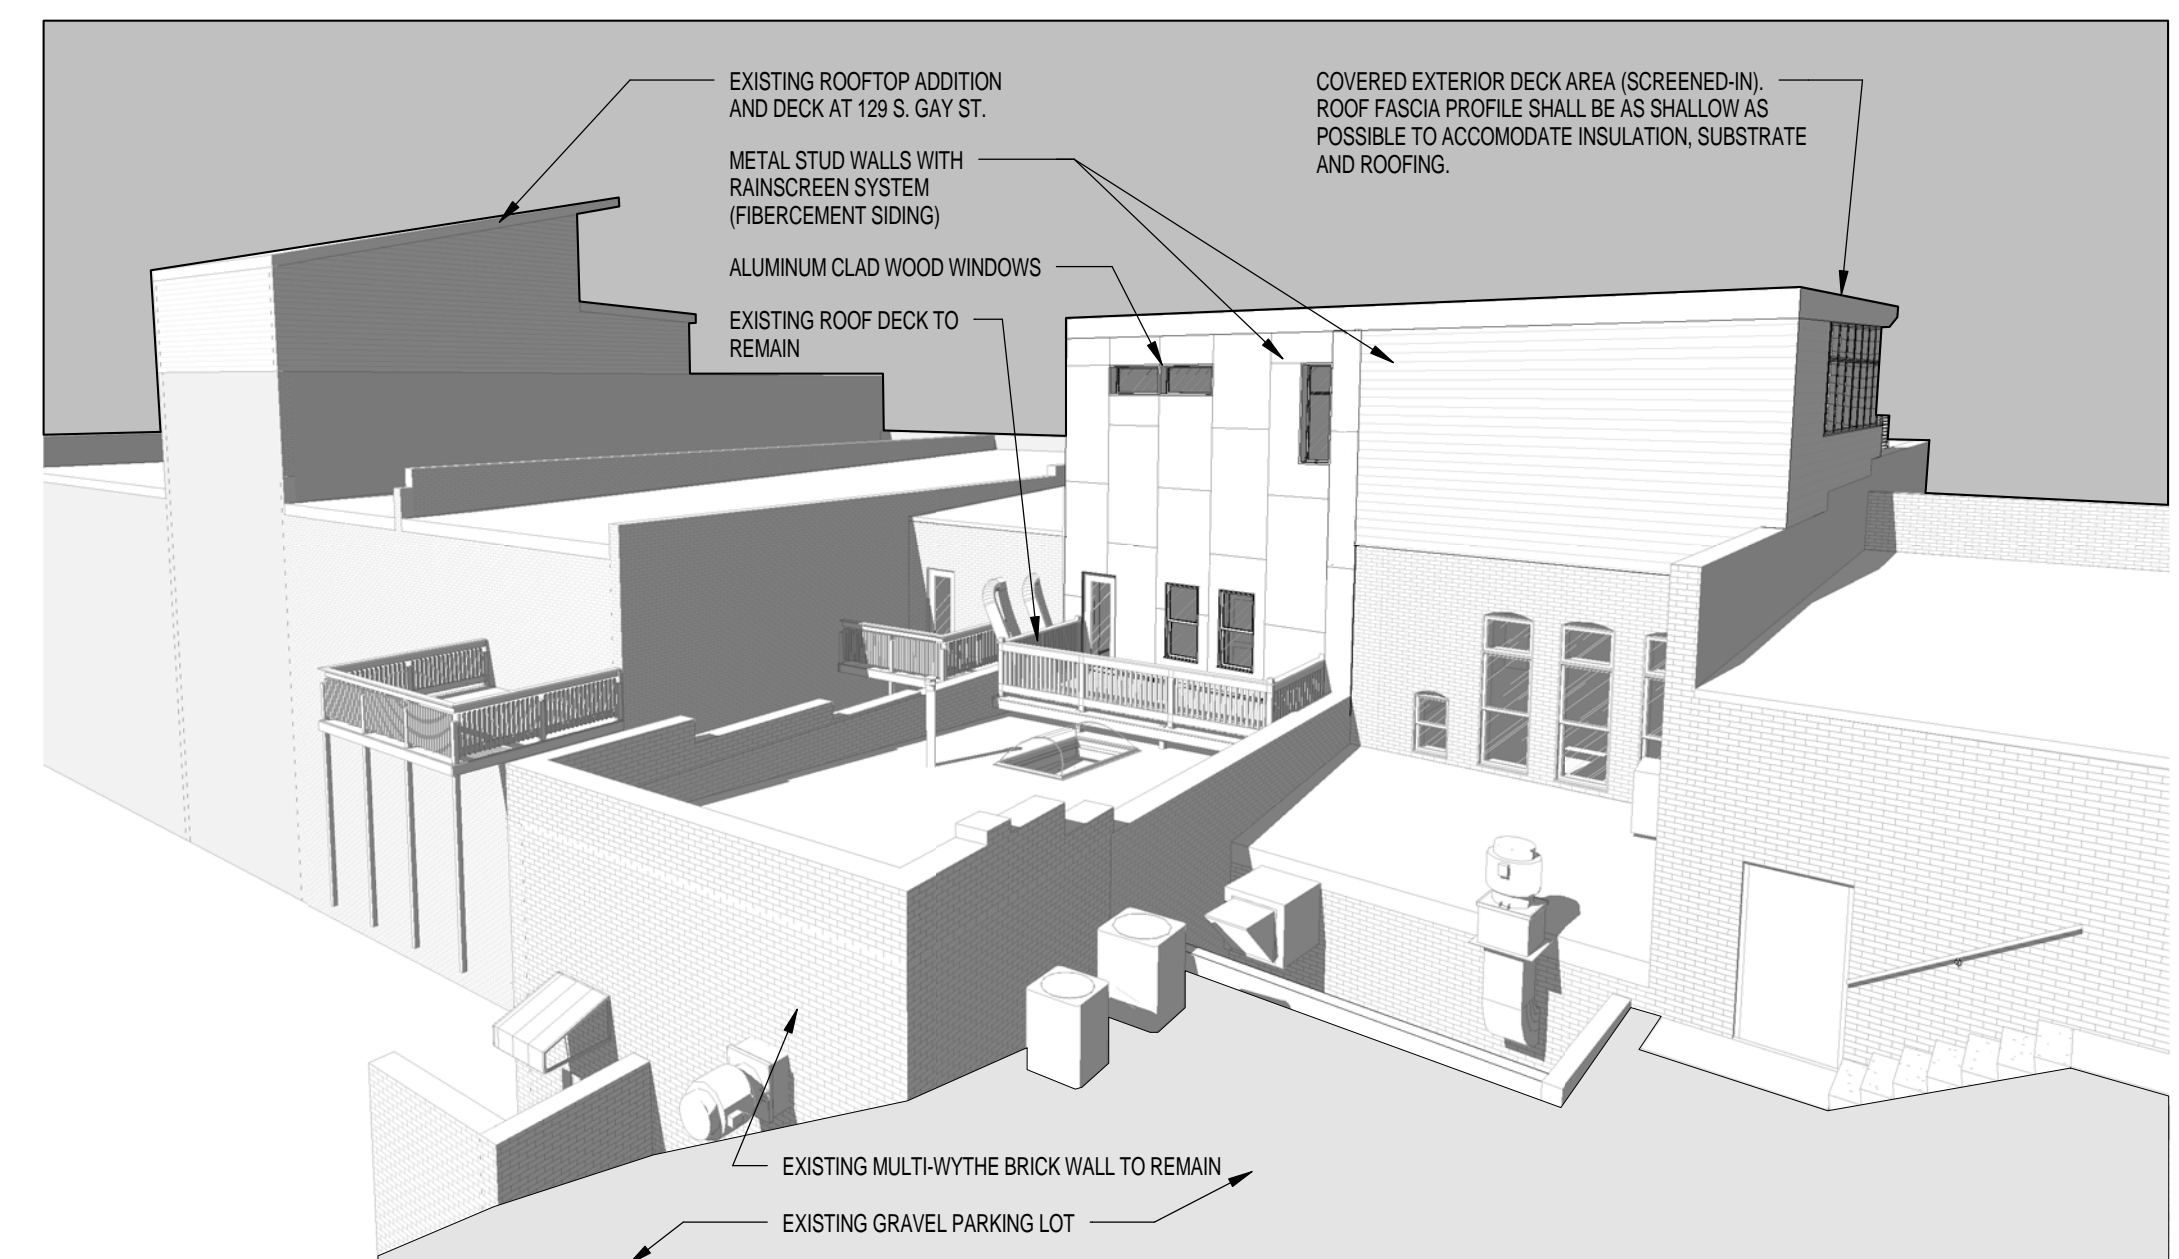 EXISTING ROOFTOP ADDITION
AND DECK AT 129 S. GAY ST.
METAL STUD WALLS WITH
RAINSCREEN SYSTEM
(FIBERCEMENT SIDING)
ALUMINUM CLAD WOOD WINDOWS
EXISTING ROOF DECK TO
REMAIN
COVERED EXTERIOR DECK AREA (SCREENED-IN).
ROOF FASCIA PROFILE SHALL BE AS SHALLOW AS
POSSIBLE TO ACCOMODATE INSULATION, SUBSTRATE
AND ROOFING.
EXISTING MULTI-WYTHE BRICK WALL TO REMAIN
EXISTING GRAVEL PARKING LOT